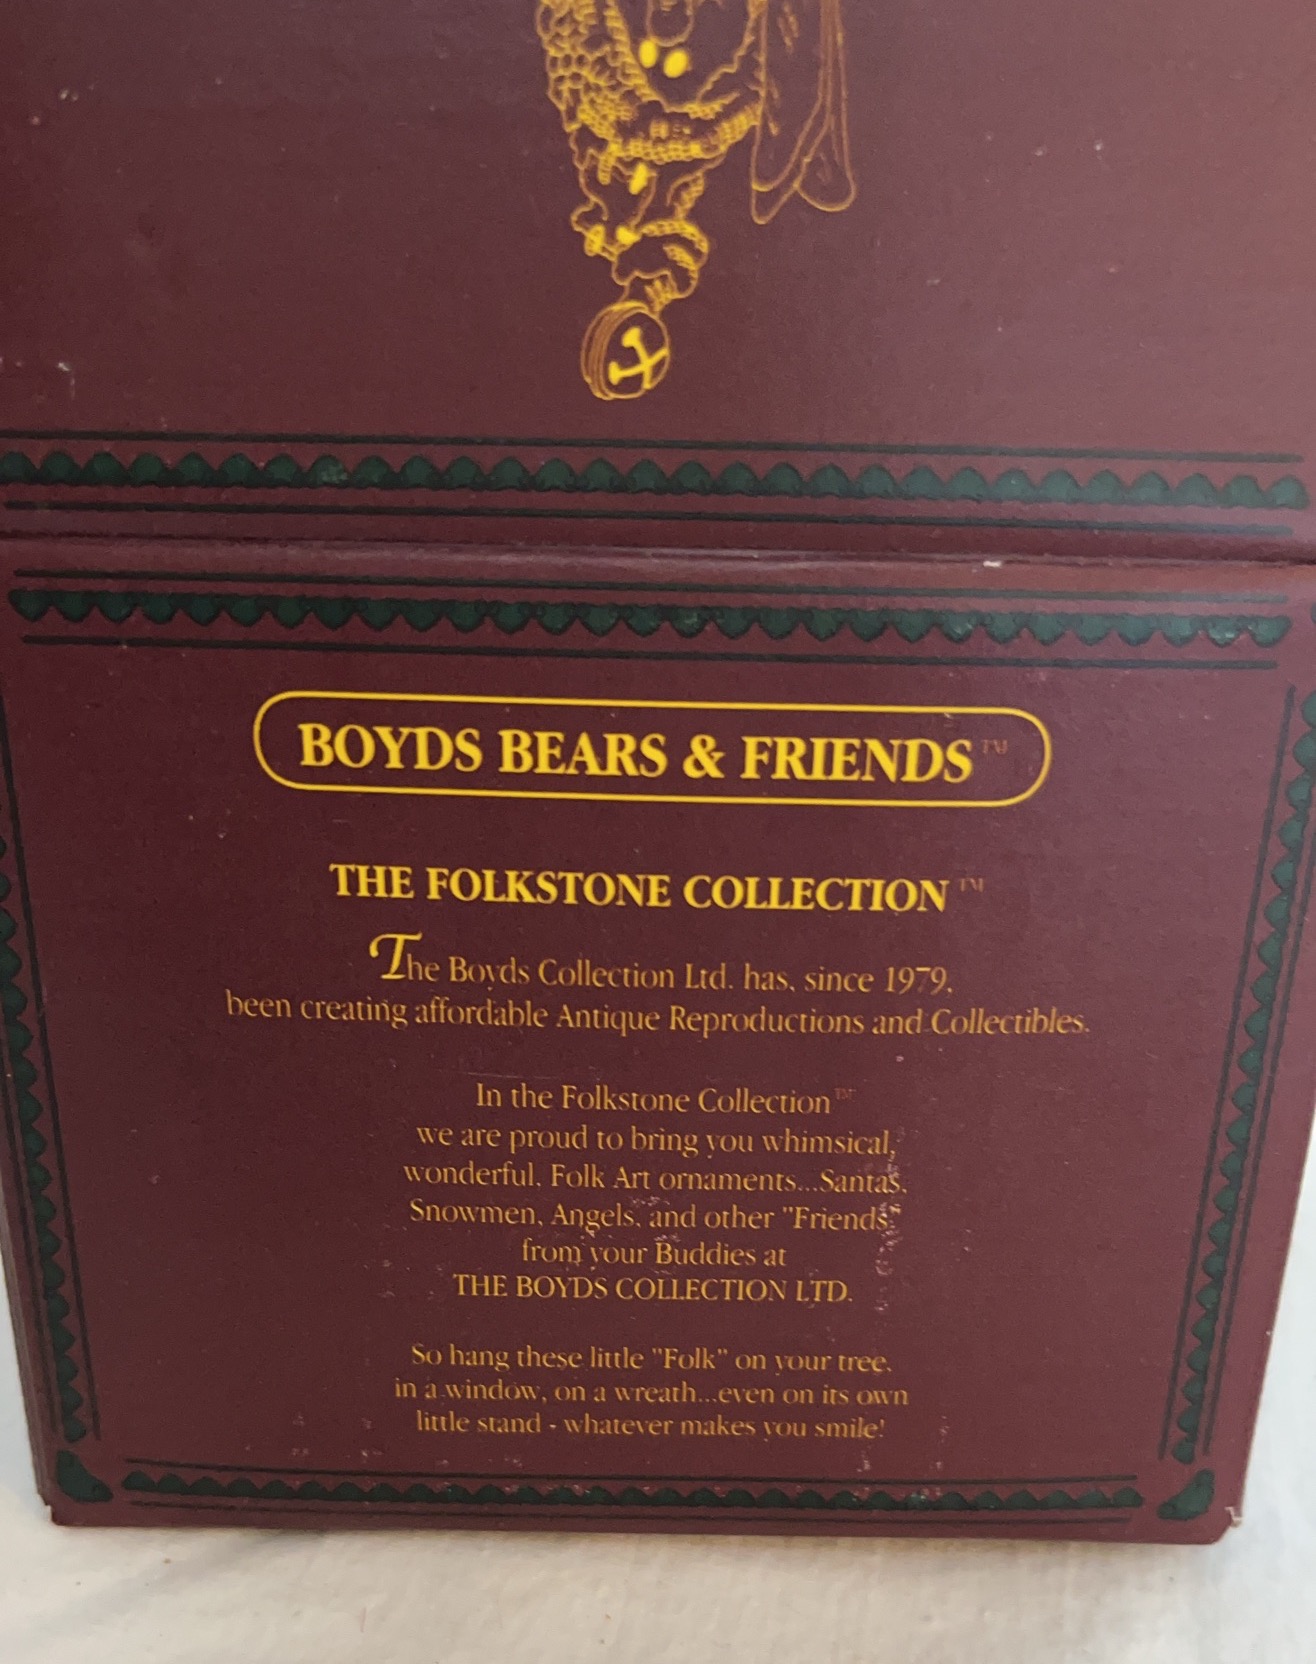 BOYDS BEARS & FRIENDS™
THE FOLKSTONE COLLECTION™
The Boyds Collection Ltd. has, since 1979,
been creating affordable Antique Reproductions and Collectibles.
In the Folkstone Collection™
we are proud to bring you whimsical,
wonderful, Folk Art ornaments...Santas,
Snowmen, Angels, and other "Friends"
from your Buddies at
THE BOYDS COLLECTION LTD.
So hang these little "Folk" on your tree,
in a window, on a wreath...even on its own
little stand - whatever makes you smile!